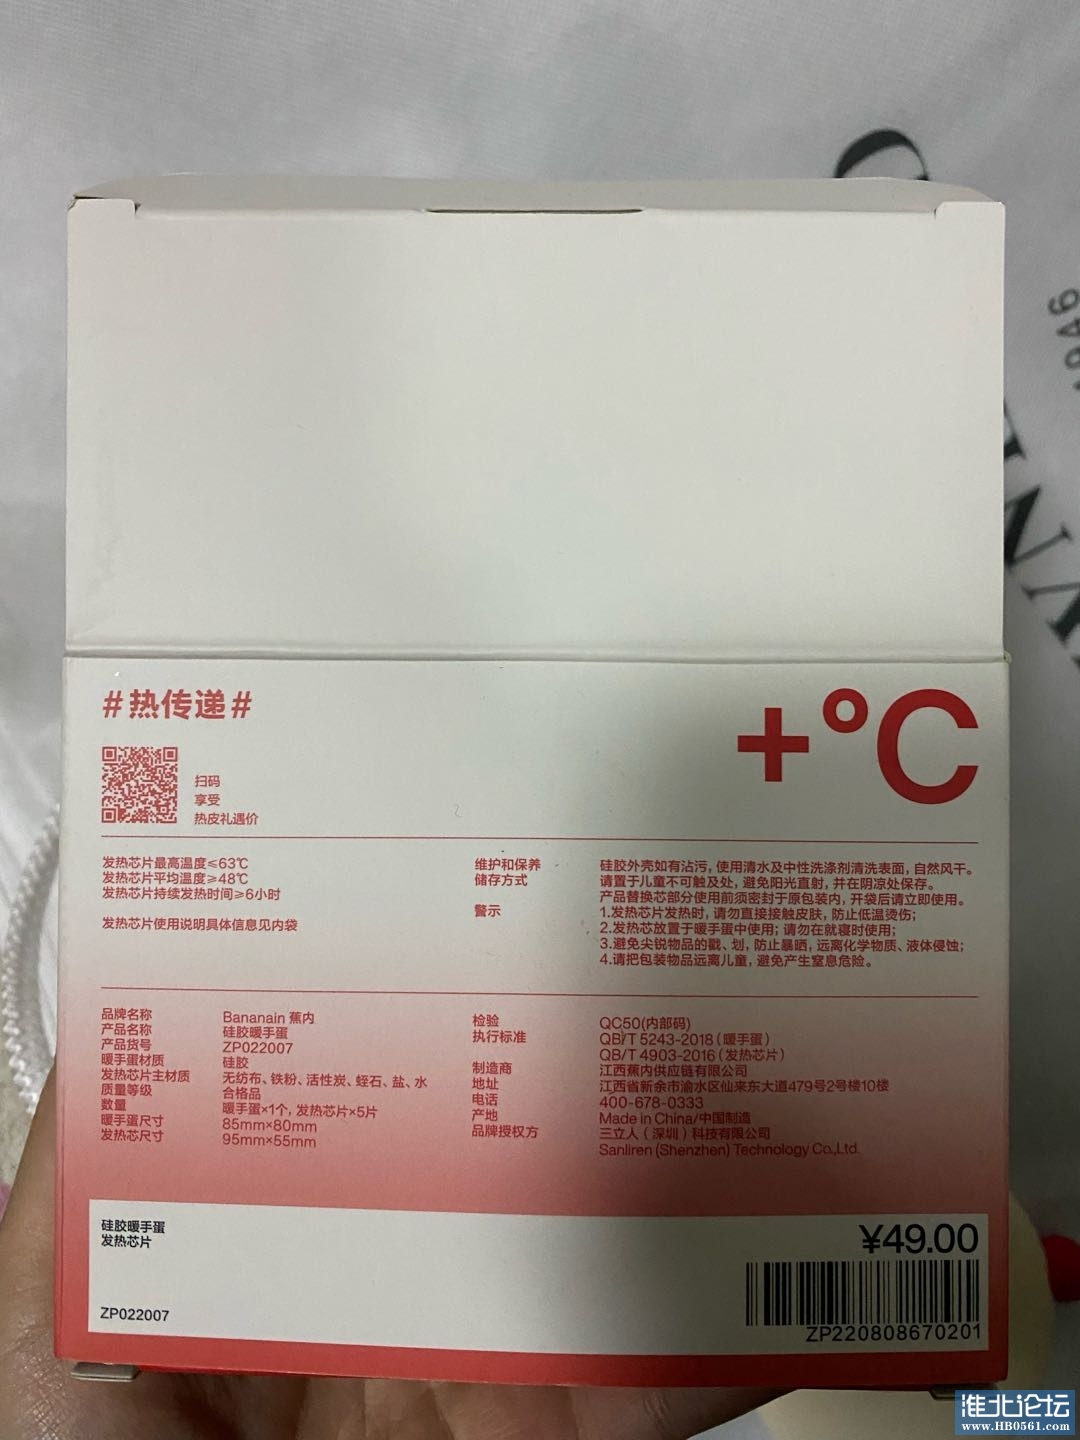 1946
#热传递#
+°C
扫码
享受
热皮礼遇价
发热芯片最高温度≤63℃
发热芯片平均温度≥48℃
发热芯片持续发热时间≥6小时
发热芯片使用说明具体信息见内袋
维护和保养
储存方式
警示
硅胶外壳如有沾污，使用清水及中性洗涤剂清洗表面，自然风干。
请置于儿童不可触及处，避免阳光直射，并在阴凉处保存。
产品替换芯部分使用前须密封于原包装内，开袋后请立即使用。
1.发热芯片发热时，请勿直接接触皮肤，防止低温烫伤；
2.发热芯放置于暖手蛋中使用；请勿在就寝时使用；
3.避免尖锐物品的戳、划，防止暴晒，远离化学物质、液体侵蚀；
4.请把包装物品远离儿童，避免产生窒息危险。
品牌名称 Bananain 蕉内
产品名称 硅胶暖手蛋
产品货号 ZP022007
暖手蛋材质 硅胶
发热芯片主材质 无纺布、铁粉、活性炭、蛭石、盐、水
质量等级 合格品
数量 暖手蛋×1个，发热芯片×5片
暖手蛋尺寸 85mm×80mm
发热芯尺寸 95mm×55mm
检验 QC50(内部码)
执行标准 QB/T 5243-2018（暖手蛋）
QB/T 4903-2016（发热芯片）
制造商 江西蕉内供应链有限公司
地址 江西省新余市渝水区仙来东大道479号2号楼10楼
电话 400-678-0333
产地 Made in China/中国制造
品牌授权方 三立人（深圳）科技有限公司
Sanliren (Shenzhen) Technology Co.,Ltd.
硅胶暖手蛋
发热芯片
ZP022007
¥49.00
ZP220808670201
淮北论坛
www.HB0561.com